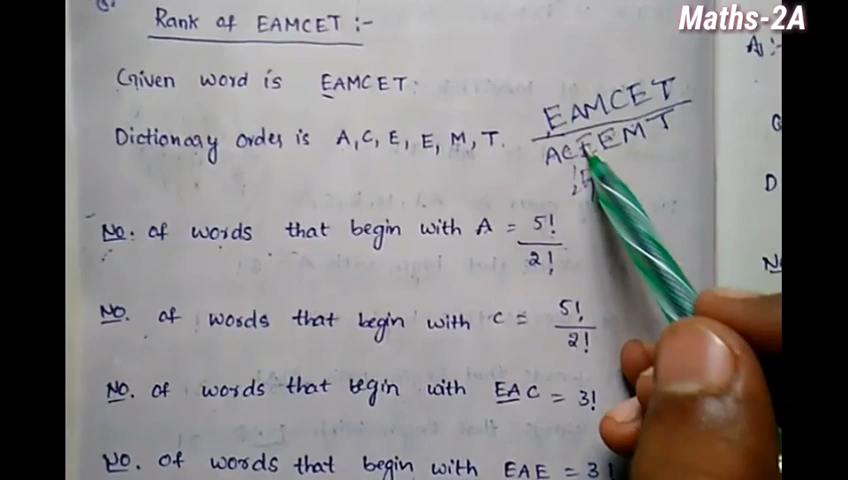 Maths-2A
Rank of EAMCET :-
Given word is EAMCET.
Dictionary order is A, C, E, E, M, T.
EAMCET
ACEEMT
No. of words that begin with A = 5!
2!
No. of words that begin with C = 5!
2!
No. of words that begin with EAC = 3!
No. of words that begin with EAE = 3!
A :-
D
No